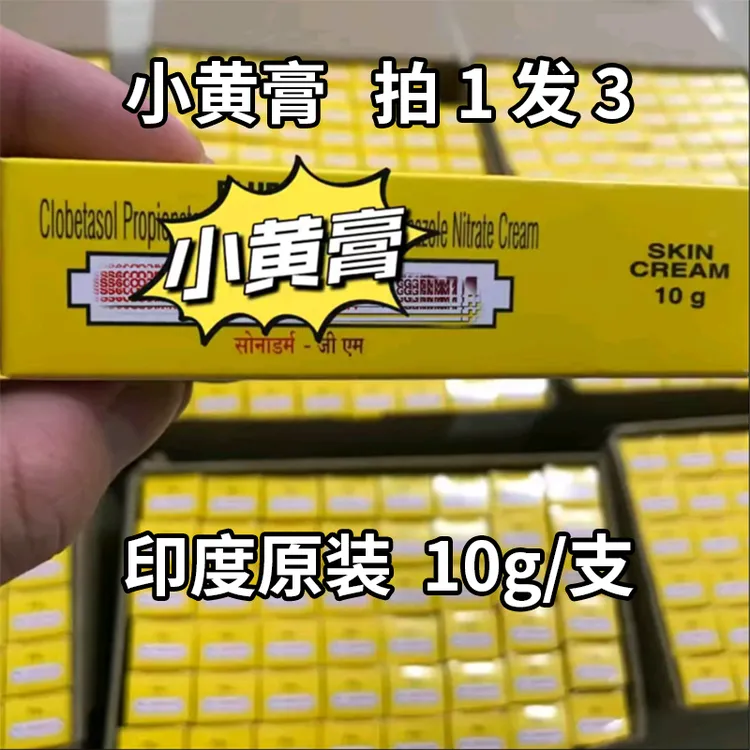 小黄膏 拍1发3
Clobetasol Nitrate Cream
小黄膏
SKIN
CREAM
10 g
सोनाडर्म - जी एम
印度原装 10g/支